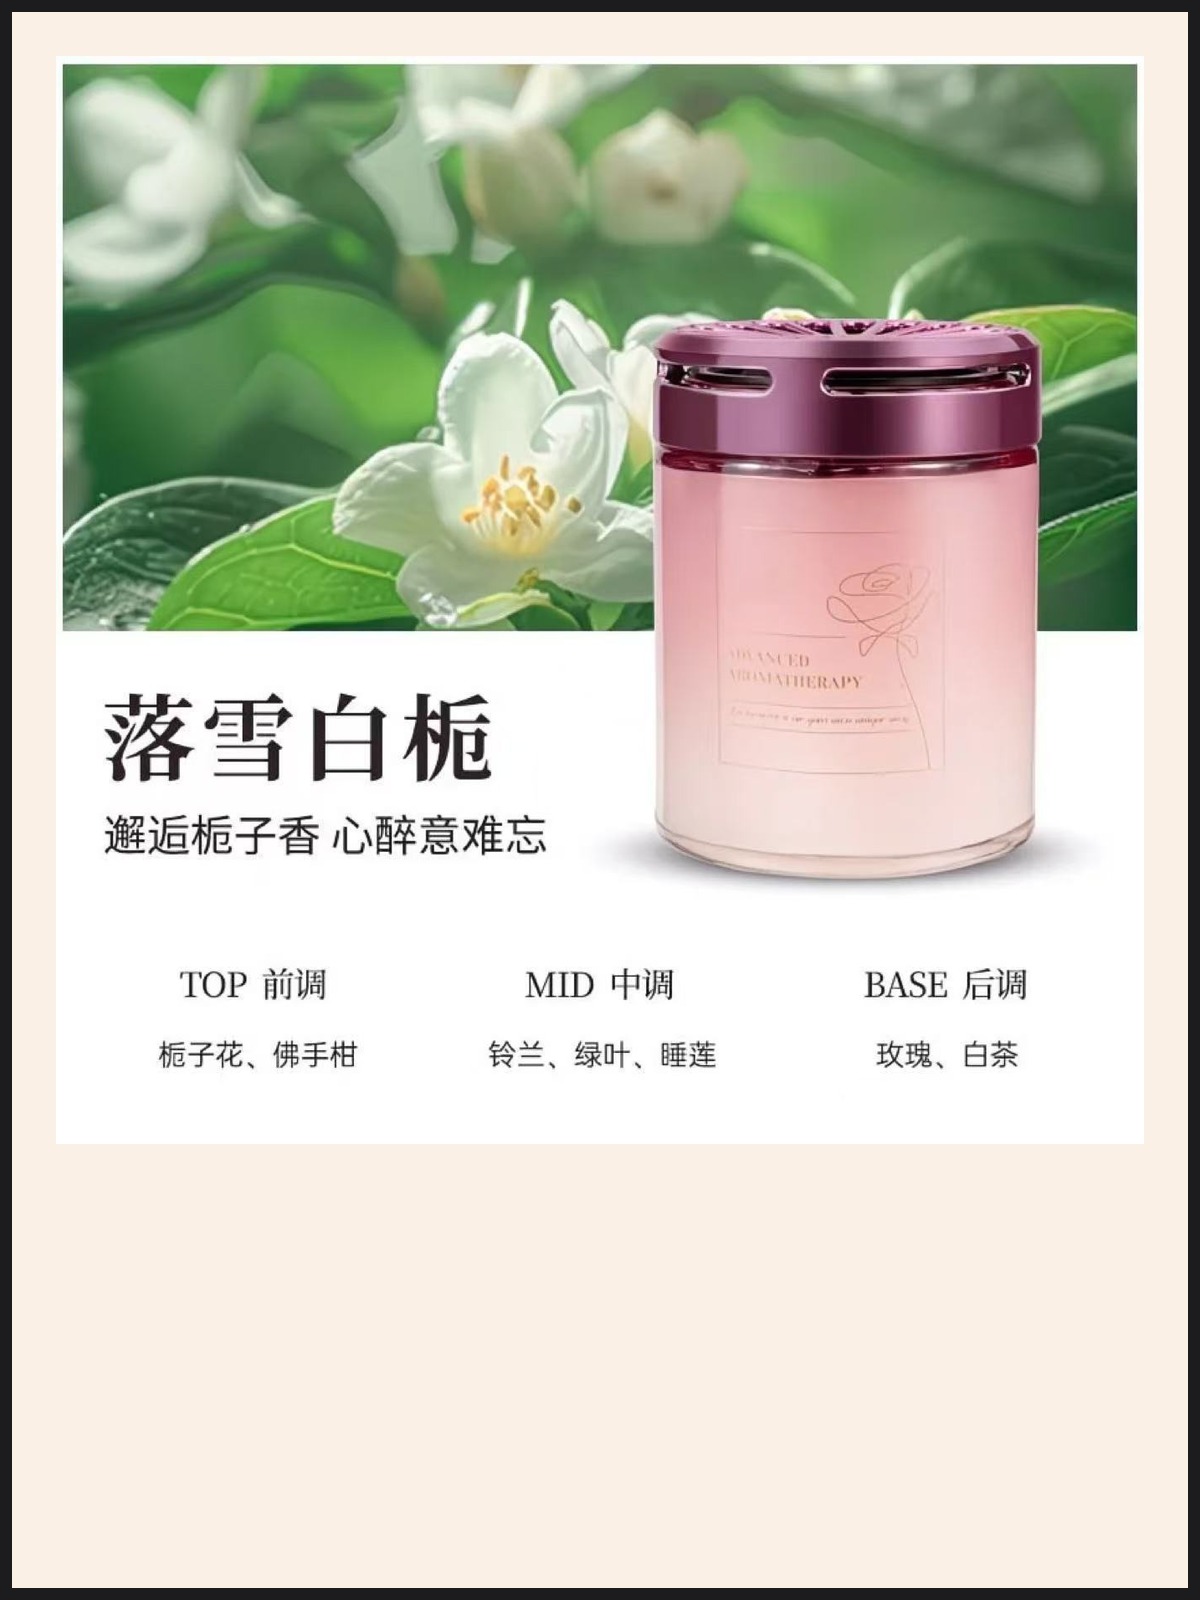 ADVANCED
AROMATHERAPY
落雪白栀
邂逅栀子香 心醉意难忘
TOP 前调
栀子花、佛手柑
MID 中调
铃兰、绿叶、睡莲
BASE 后调
玫瑰、白茶